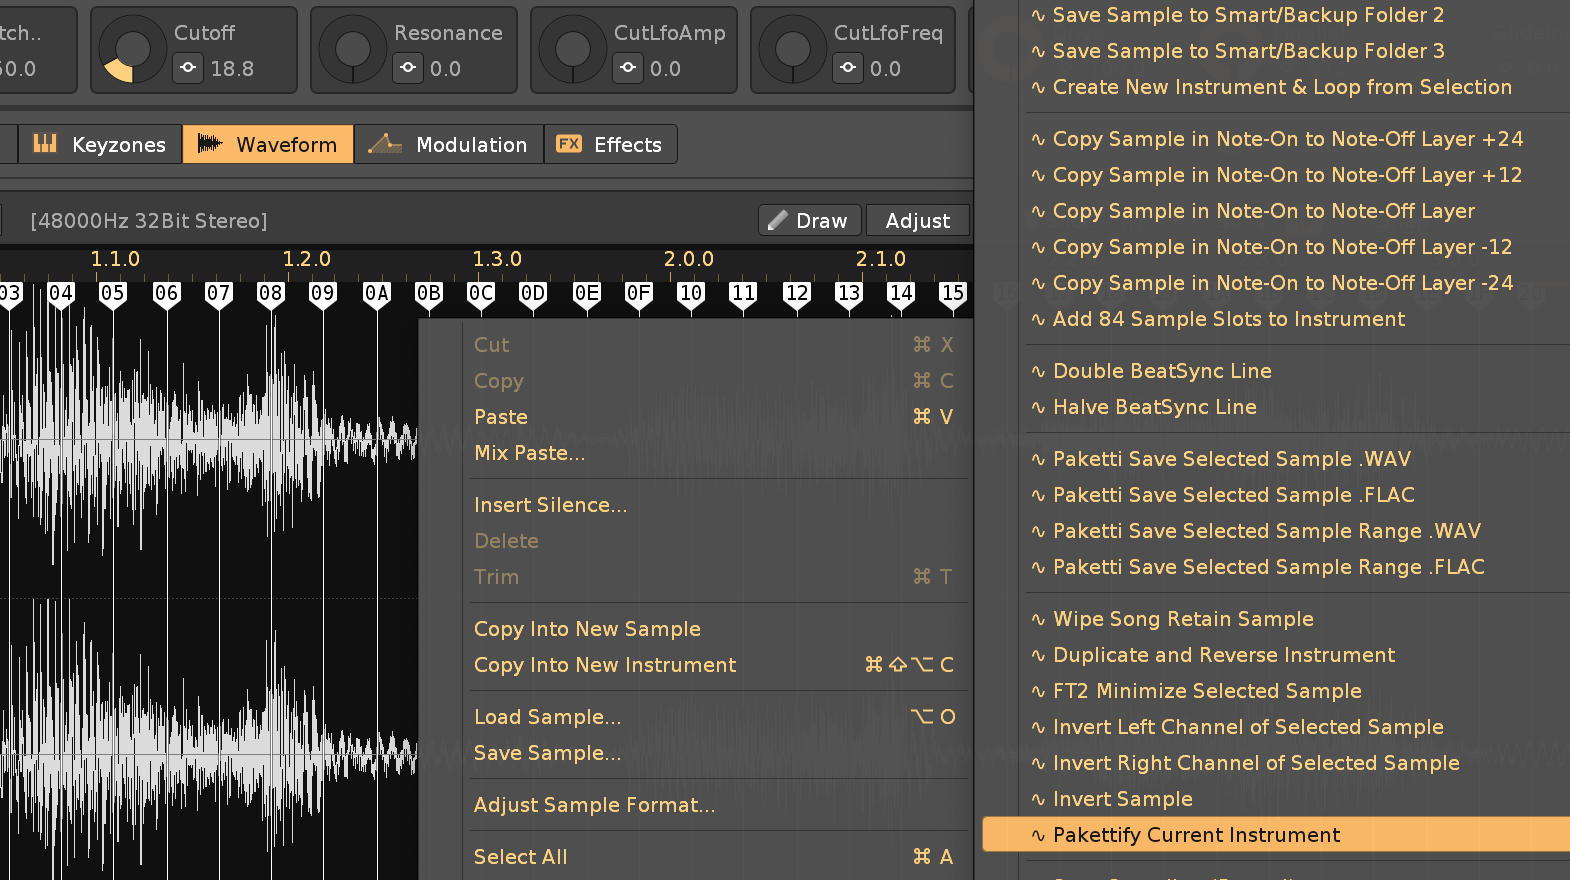 tch..
50.0
Cutoff
18.8
Resonance
0.0
CutLfoAmp
0.0
CutLfoFreq
0.0
Keyzones
Waveform
Modulation
FX Effects
[48000Hz 32Bit Stereo]
Draw
Adjust
1.1.0 1.2.0 1.3.0 2.0.0 2.1.0
03 04 05 06 07 08 09 0A 0B 0C 0D 0E 0F 10 11 12 13 14 15
Cut ⌘ X
Copy ⌘ C
Paste ⌘ V
Mix Paste...
Insert Silence...
Delete
Trim ⌘ T
Copy Into New Sample
Copy Into New Instrument ⌘⇧⌥ C
Load Sample... ⌥ O
Save Sample...
Adjust Sample Format...
Select All ⌘ A
∿ Save Sample to Smart/Backup Folder 2
∿ Save Sample to Smart/Backup Folder 3
∿ Create New Instrument & Loop from Selection
∿ Copy Sample in Note-On to Note-Off Layer +24
∿ Copy Sample in Note-On to Note-Off Layer +12
∿ Copy Sample in Note-On to Note-Off Layer
∿ Copy Sample in Note-On to Note-Off Layer -12
∿ Copy Sample in Note-On to Note-Off Layer -24
∿ Add 84 Sample Slots to Instrument
∿ Double BeatSync Line
∿ Halve BeatSync Line
∿ Paketti Save Selected Sample .WAV
∿ Paketti Save Selected Sample .FLAC
∿ Paketti Save Selected Sample Range .WAV
∿ Paketti Save Selected Sample Range .FLAC
∿ Wipe Song Retain Sample
∿ Duplicate and Reverse Instrument
∿ FT2 Minimize Selected Sample
∿ Invert Left Channel of Selected Sample
∿ Invert Right Channel of Selected Sample
∿ Invert Sample
∿ Pakettify Current Instrument